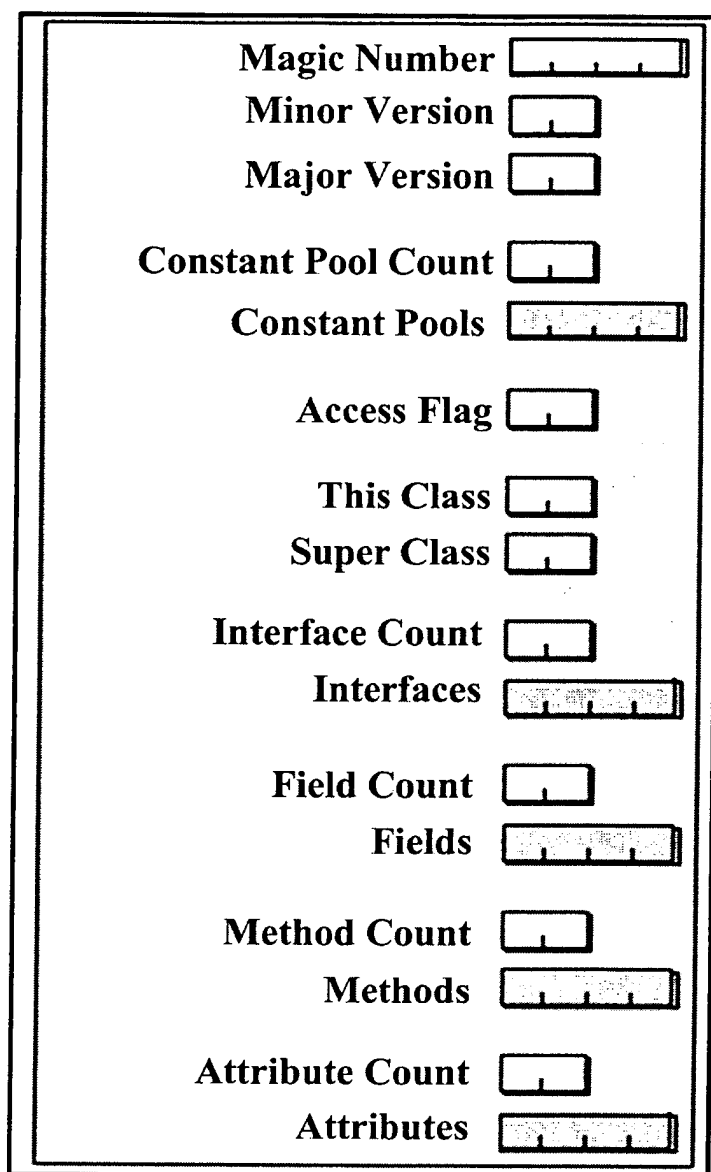 Magic Number
Minor Version
Major Version
Constant Pool Count
Constant Pools
Access Flag
This Class
Super Class
Interface Count
Interfaces
Field Count
Fields
Method Count
Methods
Attribute Count
Attributes